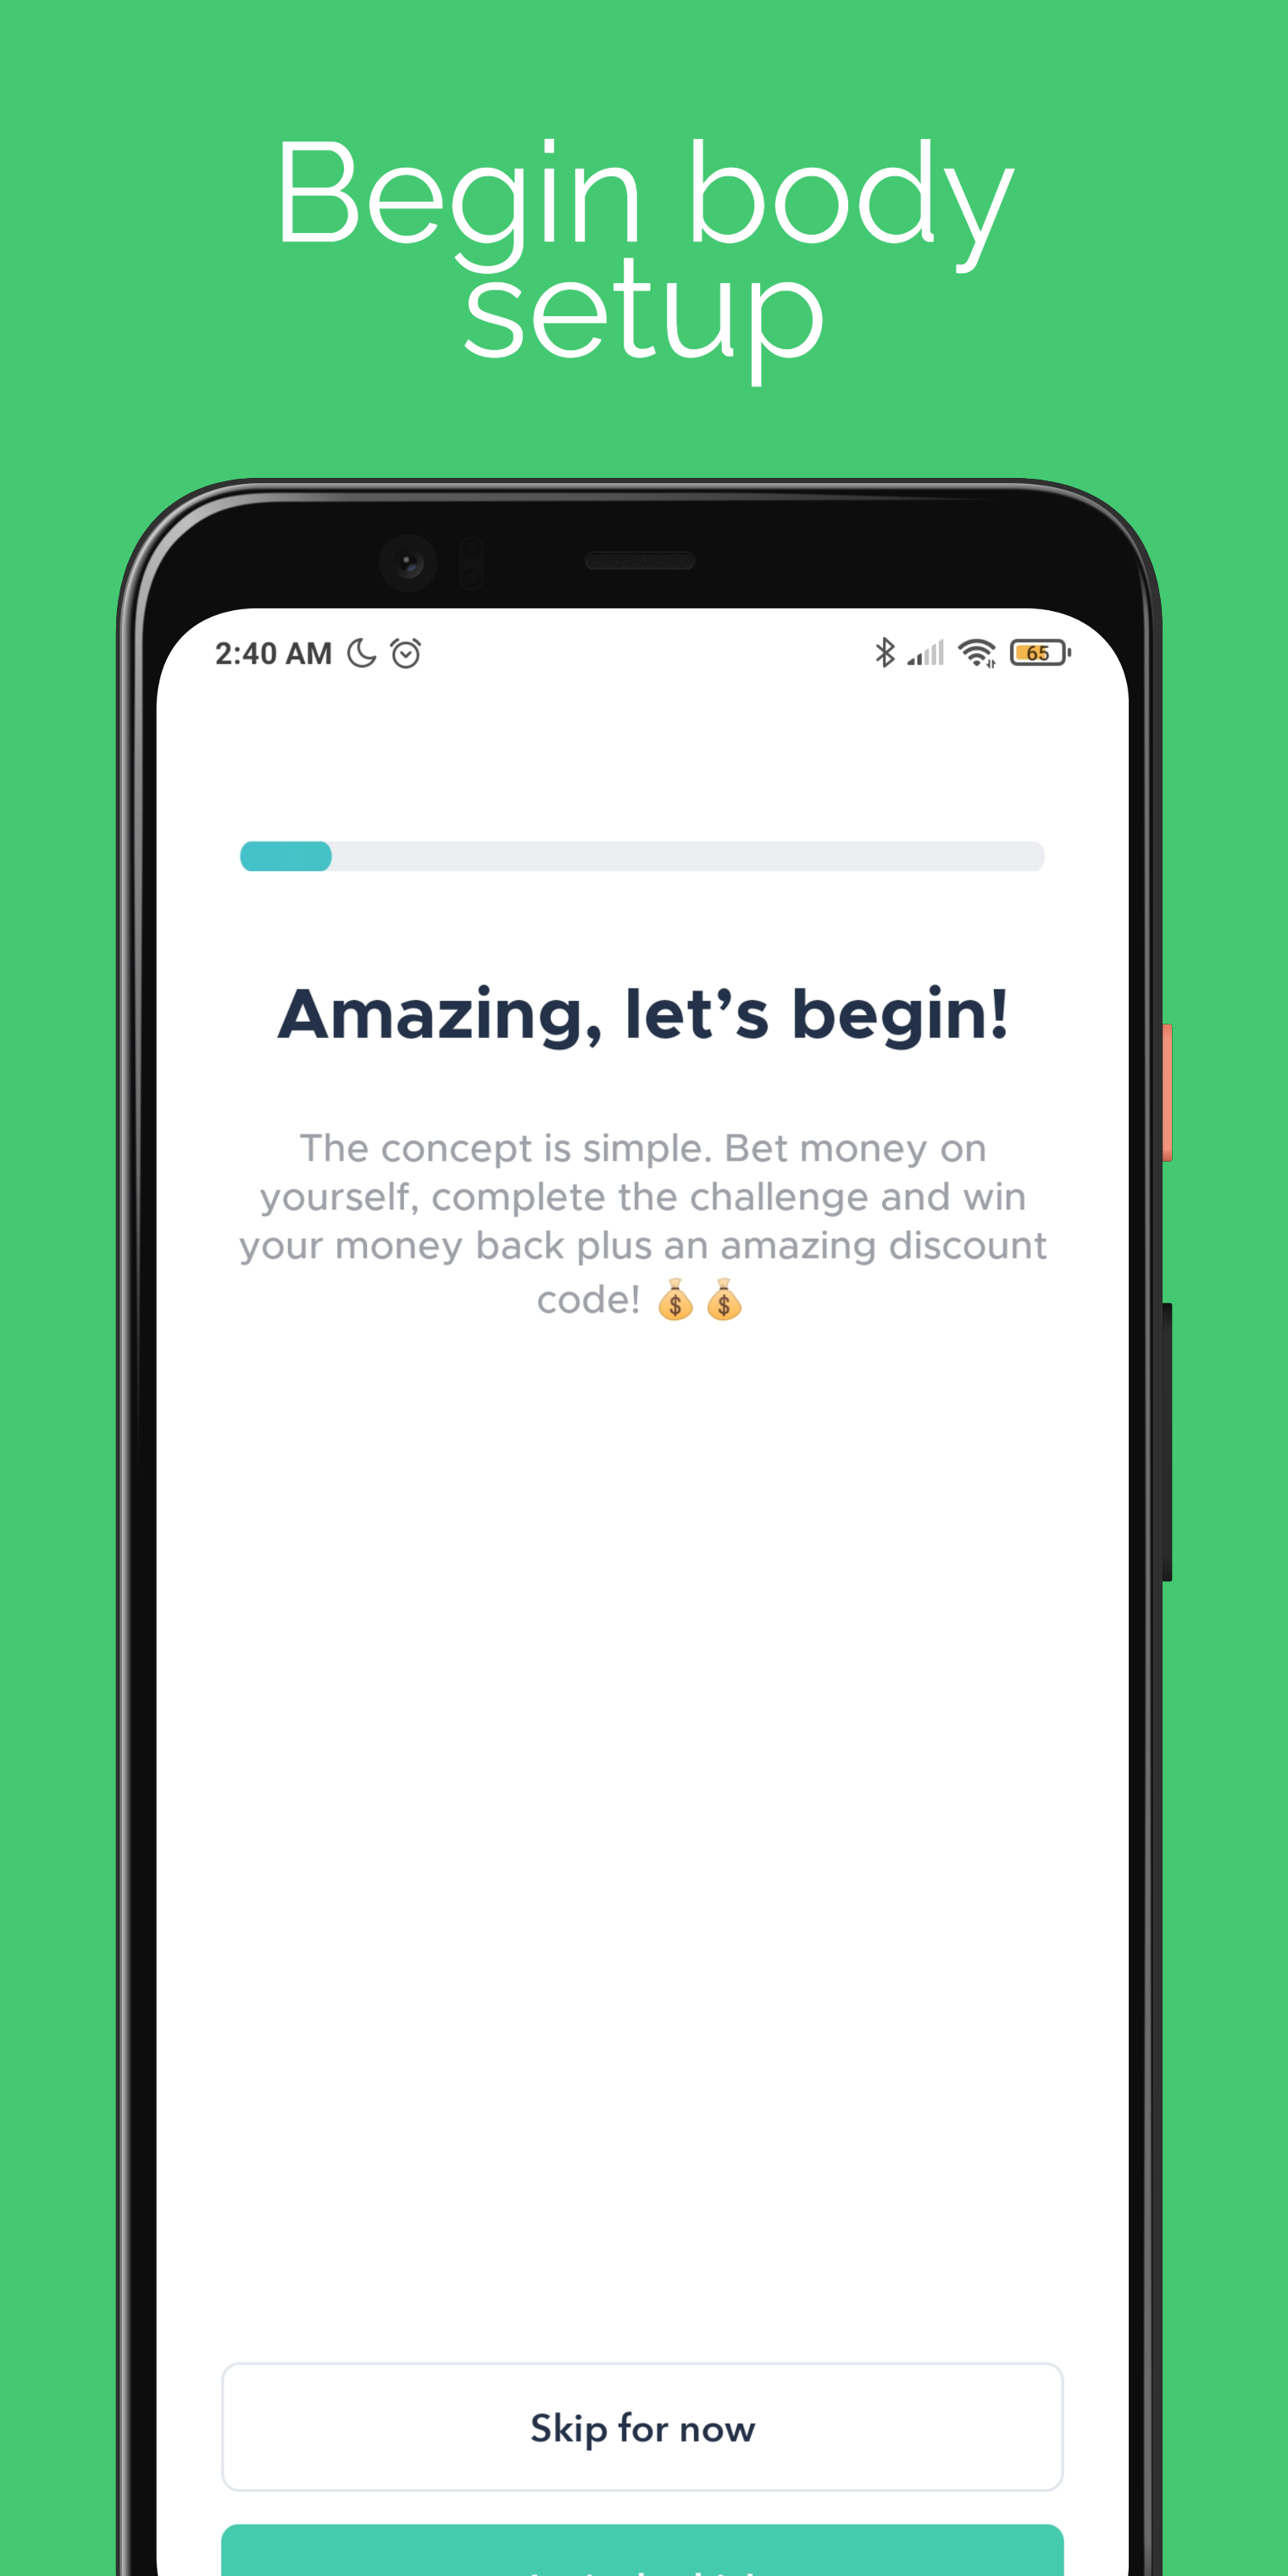 Begin body
setup
2:40 AM
65
Amazing, let’s begin!
The concept is simple. Bet money on
yourself, complete the challenge and win
your money back plus an amazing discount
code! 💰💰
Skip for now